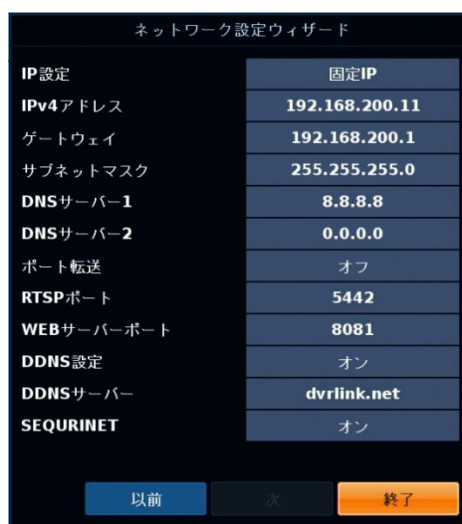 ネットワーク設定ウィザード
IP設定 固定IP
IPv4アドレス 192.168.200.11
ゲートウェイ 192.168.200.1
サブネットマスク 255.255.255.0
DNSサーバー1 8.8.8.8
DNSサーバー2 0.0.0.0
ポート転送 オフ
RTSPポート 5442
WEBサーバーポート 8081
DDNS設定 オン
DDNSサーバー dvrlink.net
SEQURINET オン
以前 次 終了